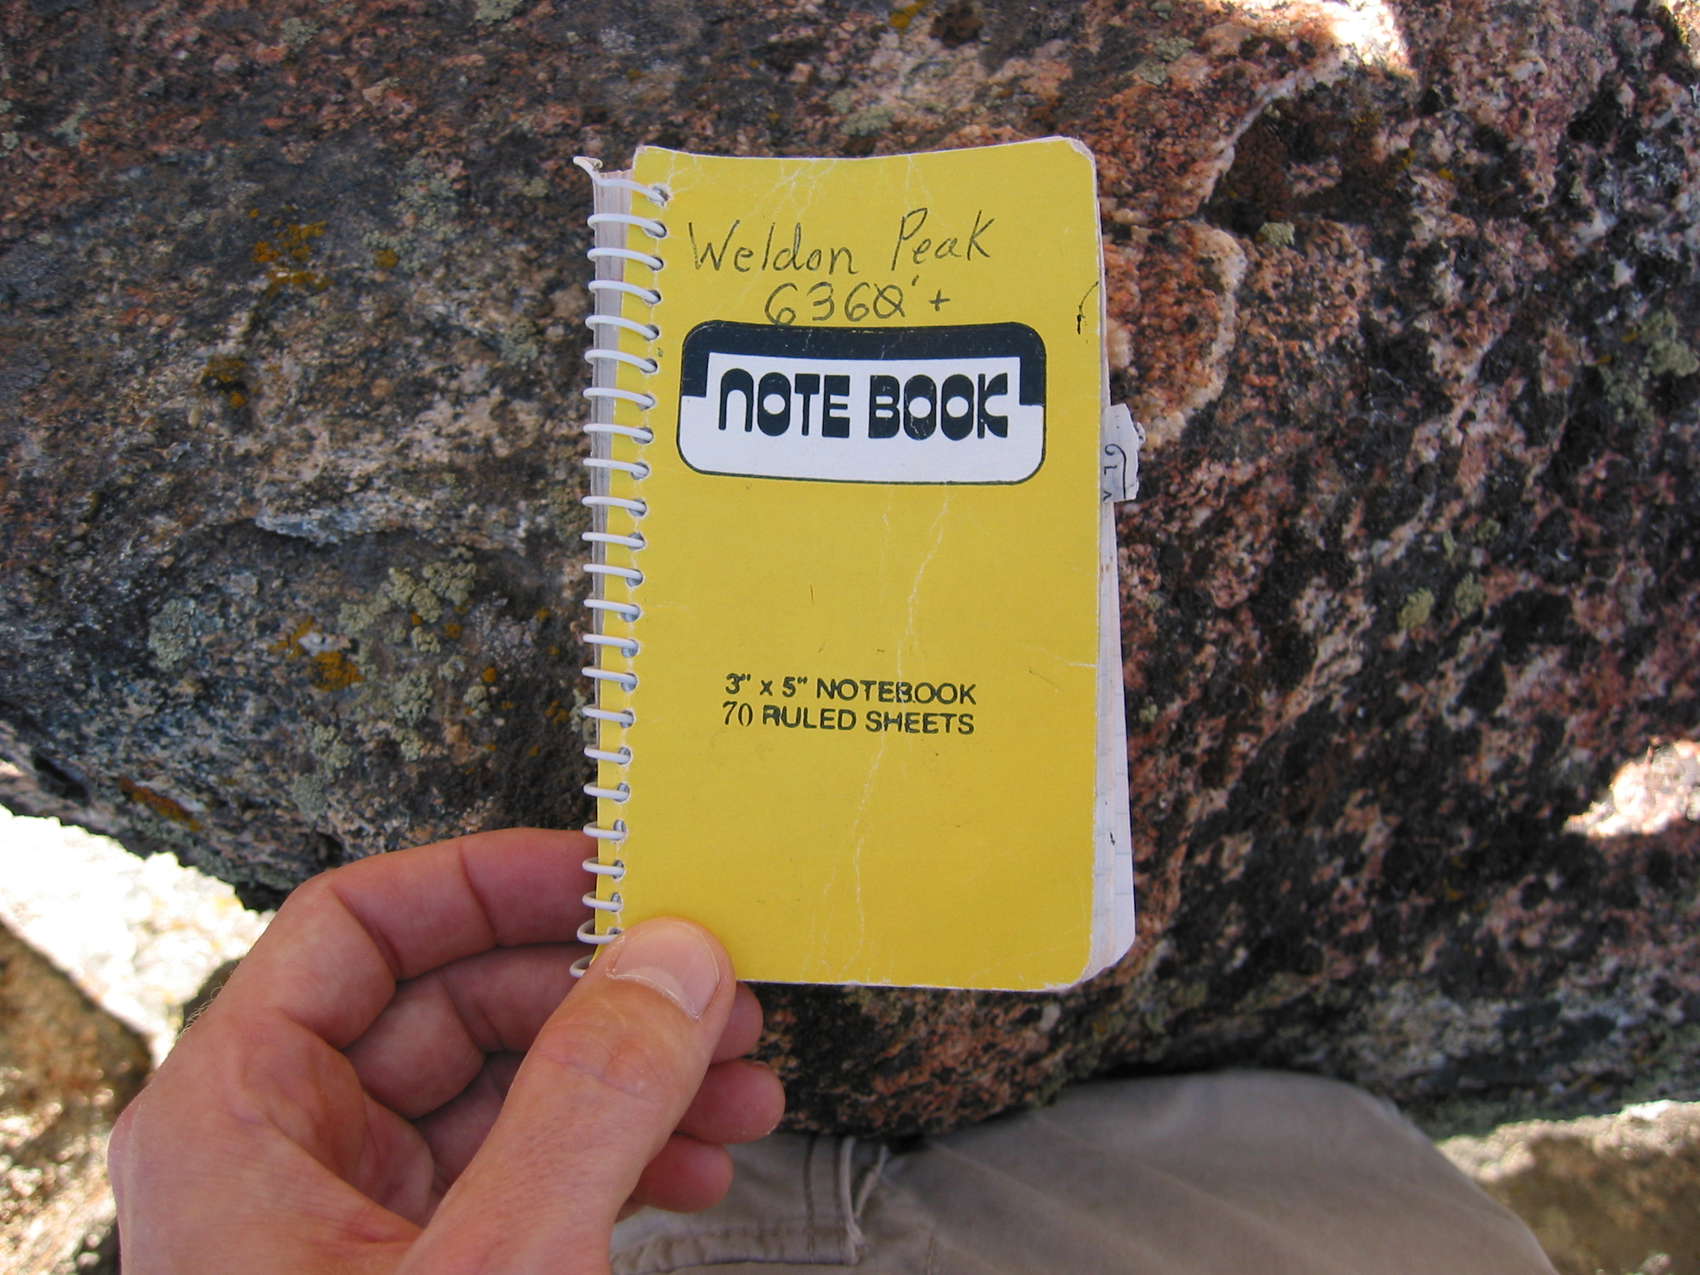 Weldon Peak
6360'+
NOTE BOOK
3" x 5" NOTEBOOK
70 RULED SHEETS